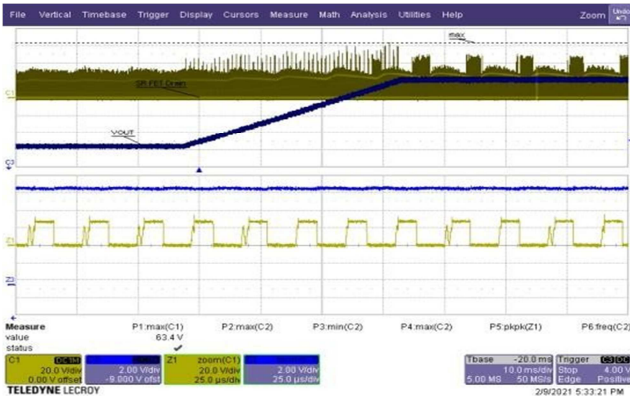 File Vertical Timebase Trigger Display Cursors Measure Math Analysis Utilities Help Zoom Undo
max
SR FET Drain
C1
VOUT
C3
Z1
Measure P1:max(C1) P2:max(C2) P3:min(C2) P4:max(C2) P5:pkpk(Z1) P6:freq(C2)
value 63.4 V
status
C1 DC1M Z1 zoom(C1) Tbase -20.0 ms Trigger C3 DC
20.0 V/div 2.00 V/div 20.0 V/div 2.00 V/div 10.0 ms/div Stop 4.00 V
0.00 V offset -9.000 V ofst 25.0 µs/div 25.0 µs/div 5.00 MS 50 MS/s Edge Positive
TELEDYNE LECROY 2/9/2021 5:33:21 PM